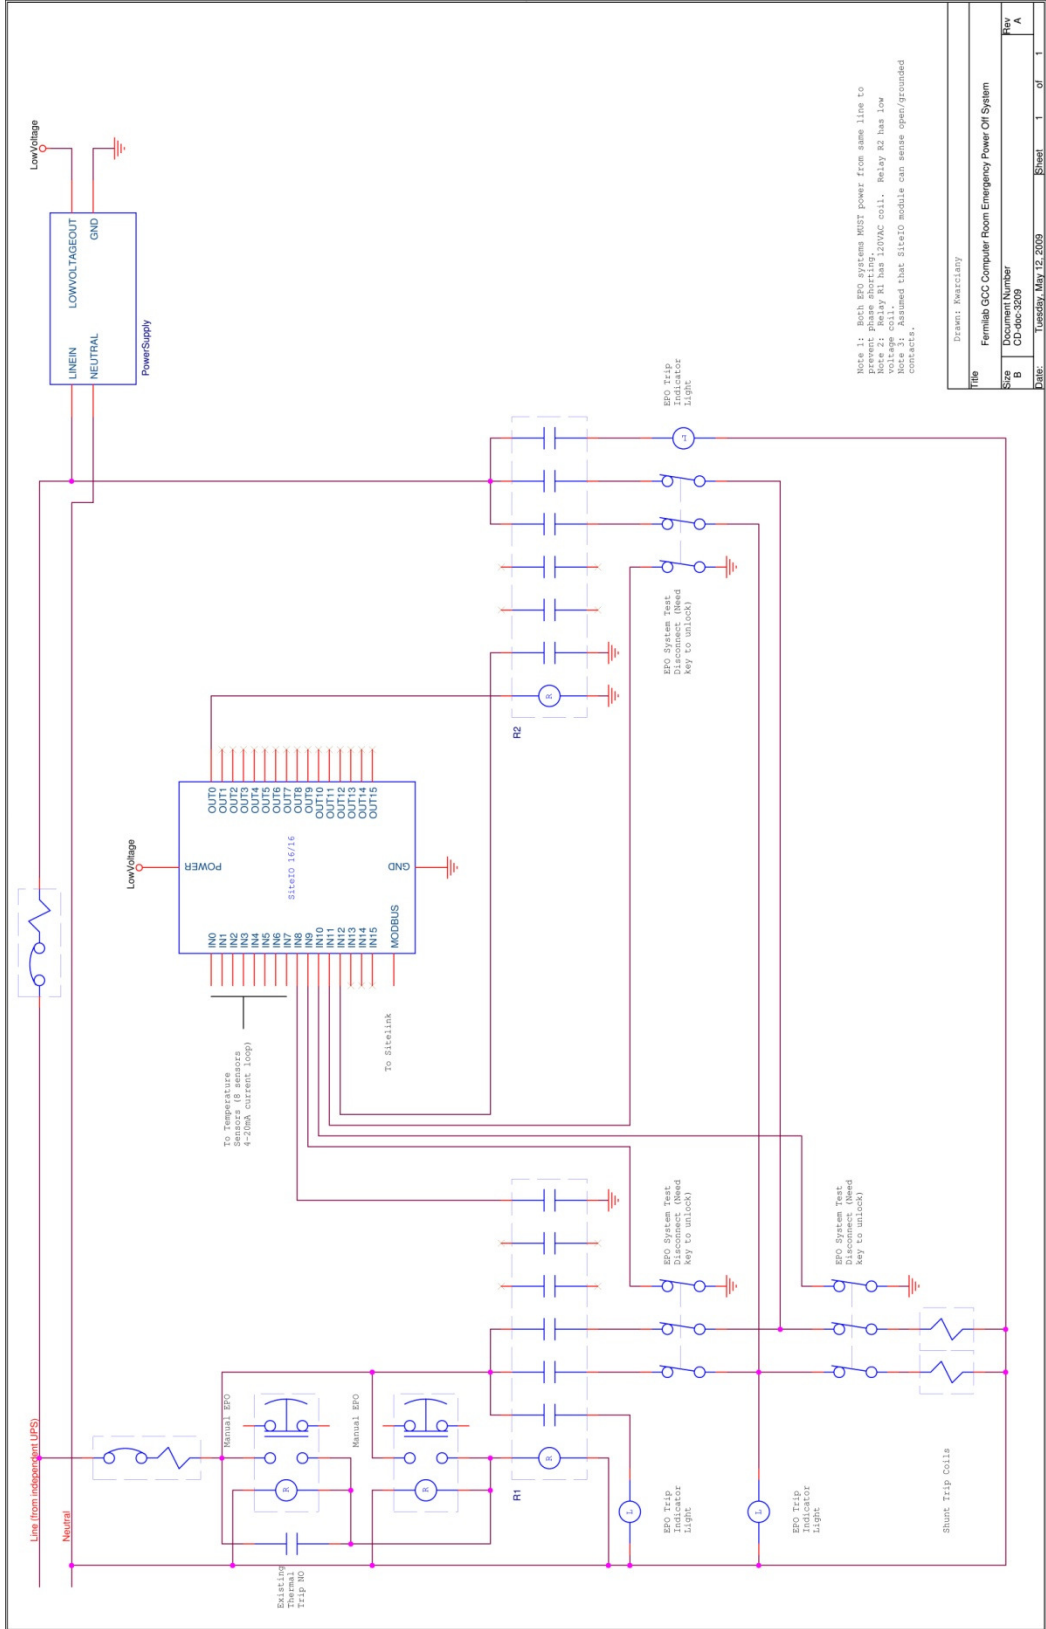 Line (from independent UPS)
Neutral
Existing
Thermal
Trip NO
Manual EPO
R
Manual EPO
R
R1
R
EPO Trip
Indicator
Light
L
EPO Trip
Indicator
Light
L
Shunt Trip Coils
EPO System Test
Disconnect (Need
key to unlock)
EPO System Test
Disconnect (Need
key to unlock)
To Temperature
Sensors (8 sensors
4-20mA current loop)
To Sitelink
LowVoltage
POWER
SiteIO 16/16
GND
IN0
IN1
IN2
IN3
IN4
IN5
IN6
IN7
IN8
IN9
IN10
IN11
IN12
IN13
IN14
IN15
MODBUS
OUT0
OUT1
OUT2
OUT3
OUT4
OUT5
OUT6
OUT7
OUT8
OUT9
OUT10
OUT11
OUT12
OUT13
OUT14
OUT15
R2
R
EPO System Test
Disconnect (Need
key to unlock)
EPO Trip
Indicator
Light
LowVoltage
LINEIN
LOWVOLTAGEOUT
NEUTRAL
GND
PowerSupply
Note 1: Both EPO systems MUST power from same line to
prevent phase shorting.
Note 2: Relay R1 has 120VAC coil. Relay R2 has low
voltage coil.
Note 3: Assumed that SiteIO module can sense open/grounded
contacts.
Drawn: Kwarciany
Title
Fermilab GCC Computer Room Emergency Power Off System
Size
B
Document Number
CD-doc-3209
Rev
A
Date:
Tuesday, May 12, 2009
Sheet
1
of
1